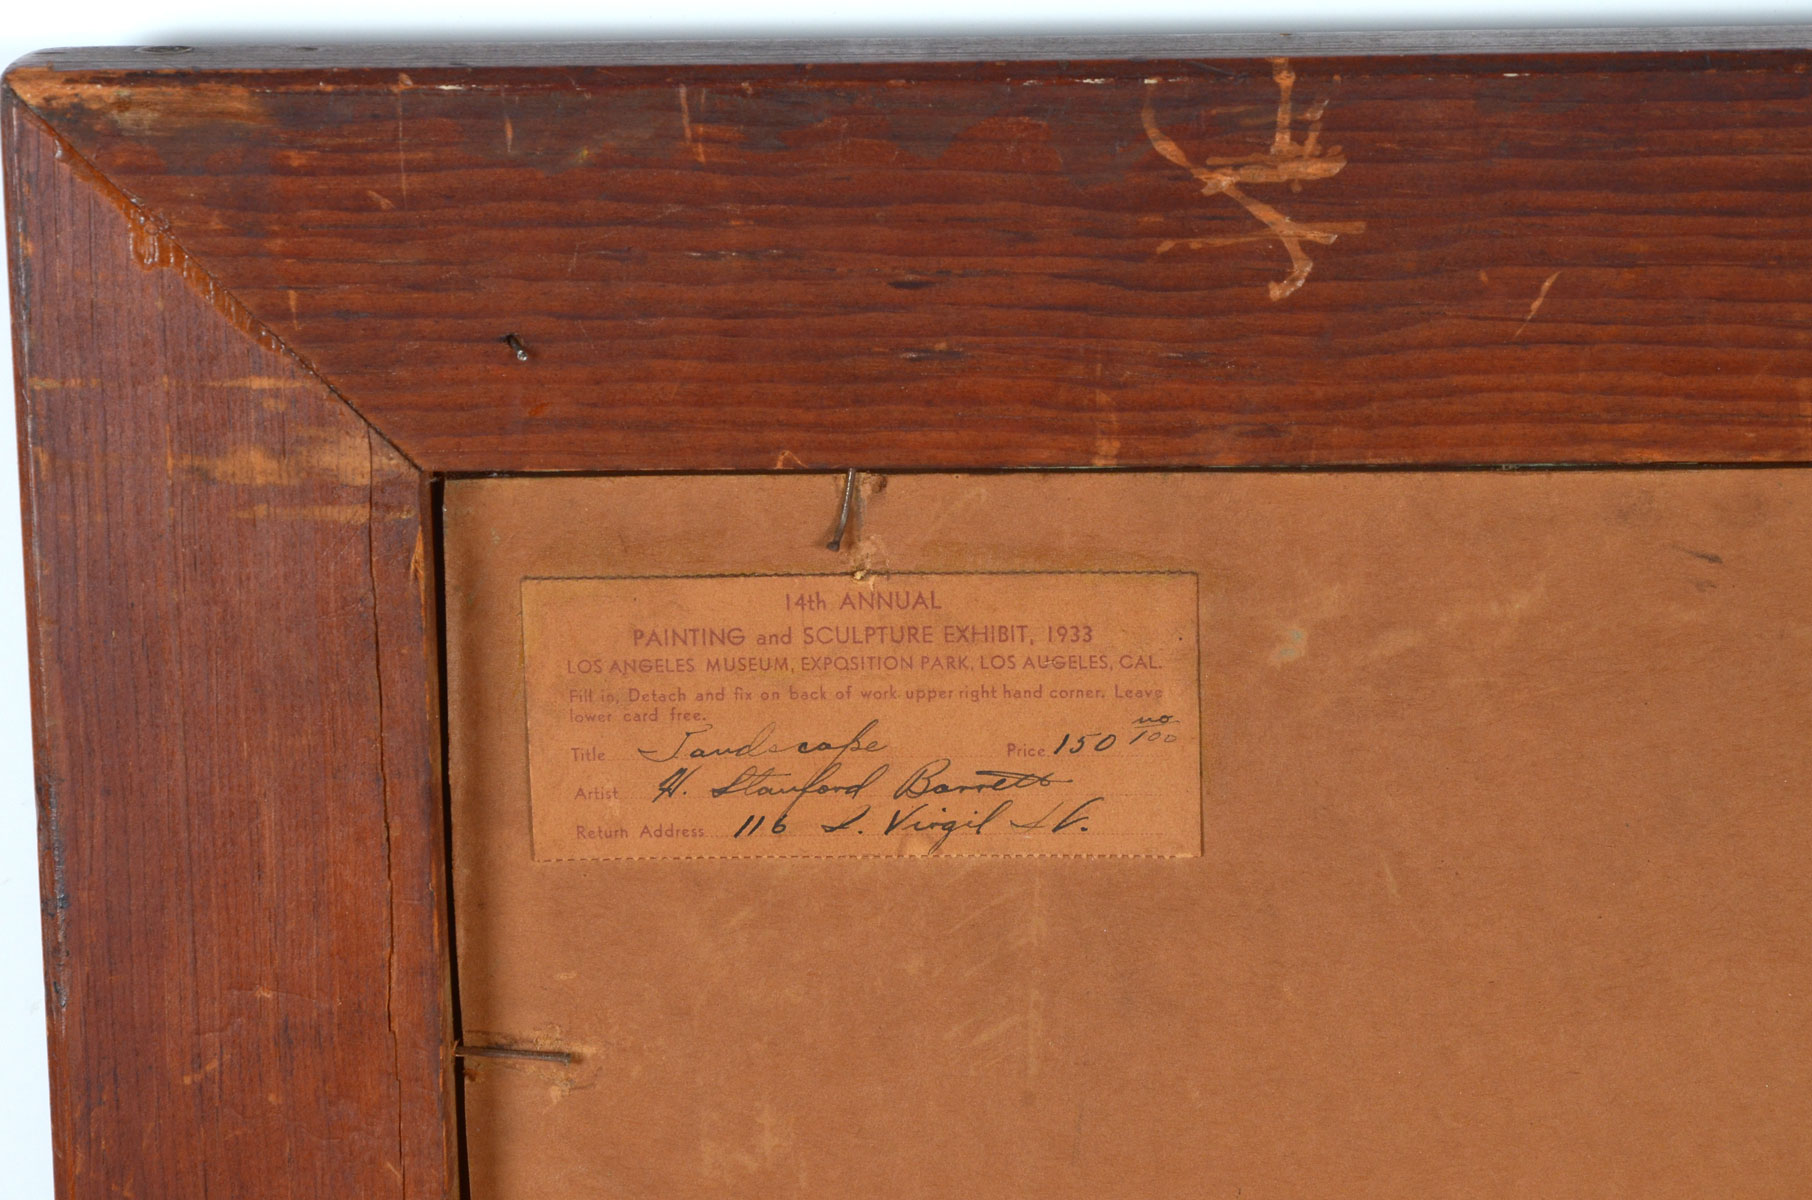 14th ANNUAL
PAINTING and SCULPTURE EXHIBIT, 1933
LOS ANGELES MUSEUM, EXPOSITION PARK, LOS AUGELES, CAL.
Fill in, Detach and fix on back of work upper right hand corner. Leave
lower card free.
Title Landscape Price 150 no/100
Artist H. Stanford Barrett
Return Address 116 S. Virgil